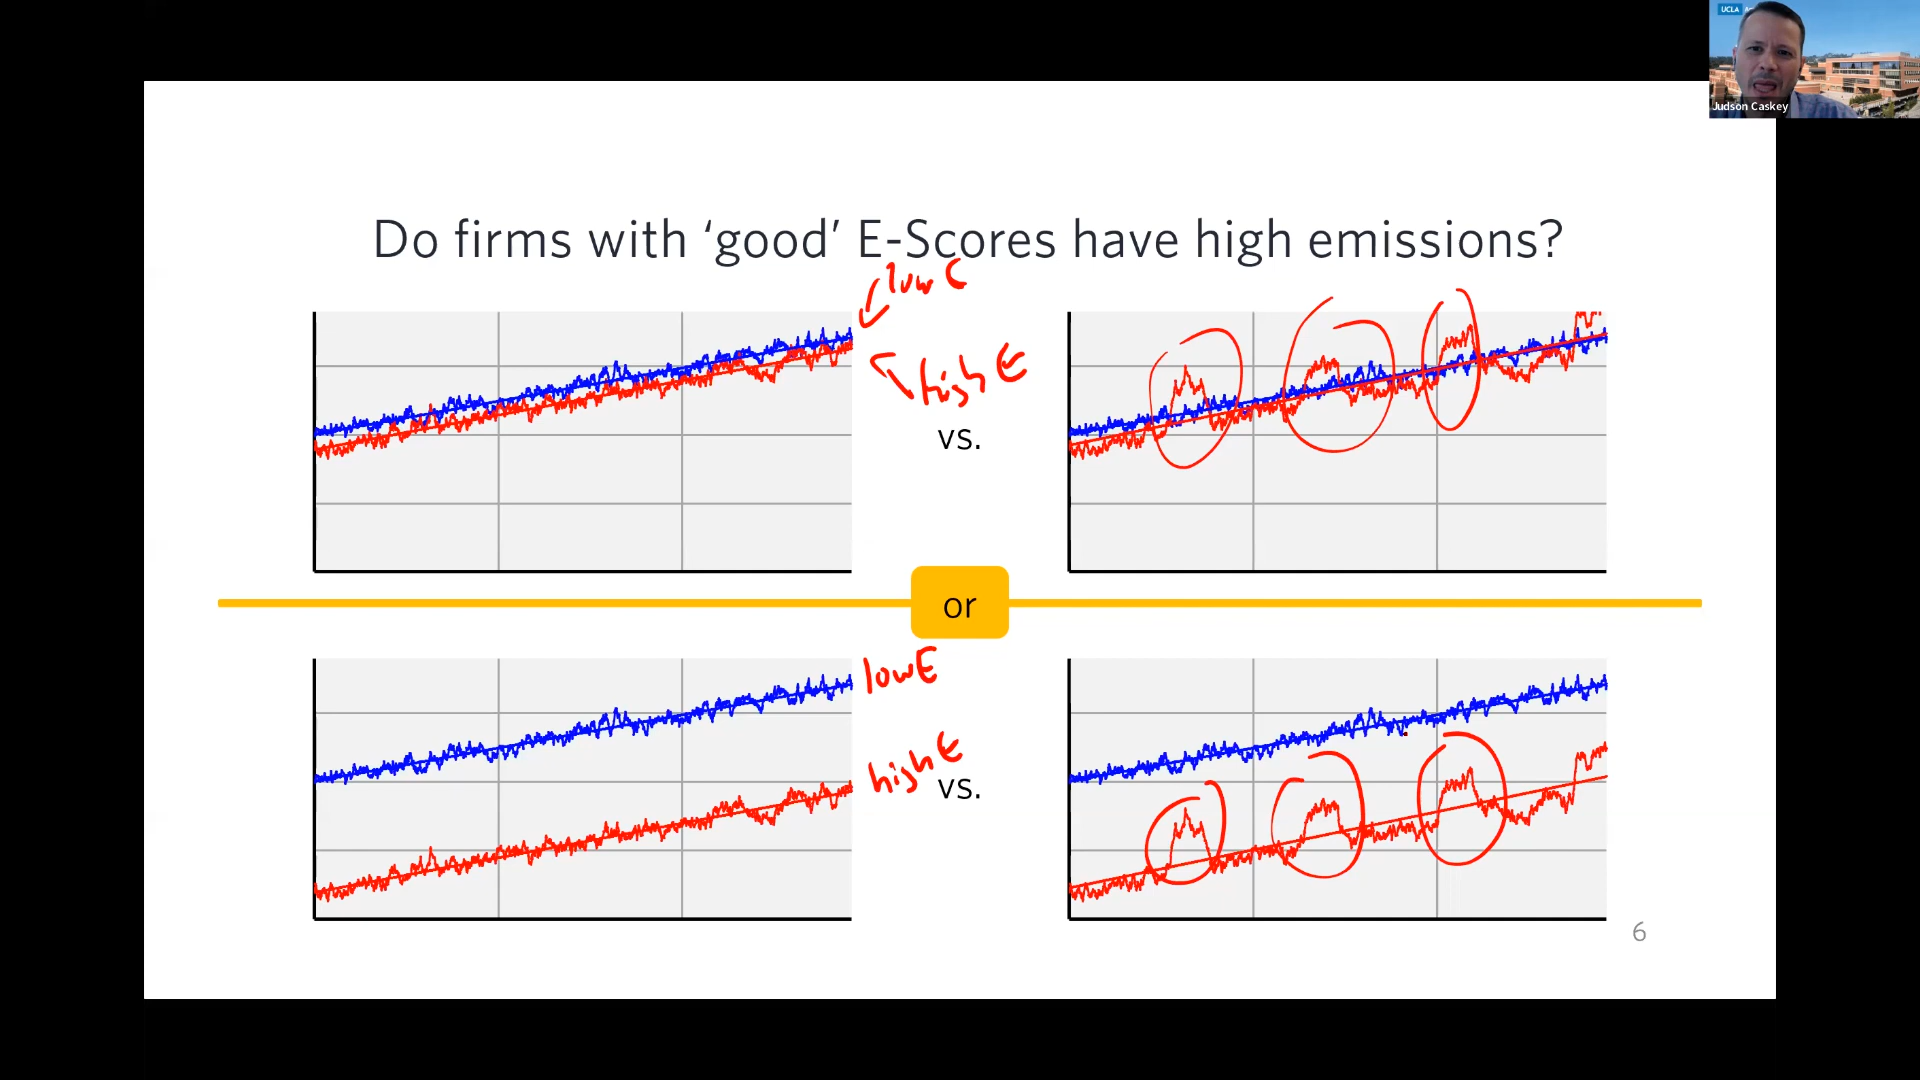 UCLA
Judson Caskey
Do firms with ‘good’ E-Scores have high emissions?
low E
high E
vs.
or
low E
high E
vs.
6